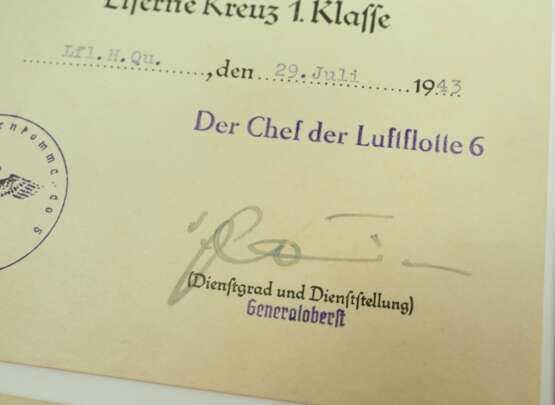 Eiserne Kreuz 1. Klasse
Lfl.H.Qu. , den 29. Juli 1943
Der Chef der Luftflotte 6
(Dienstgrad und Dienststellung)
Generaloberst